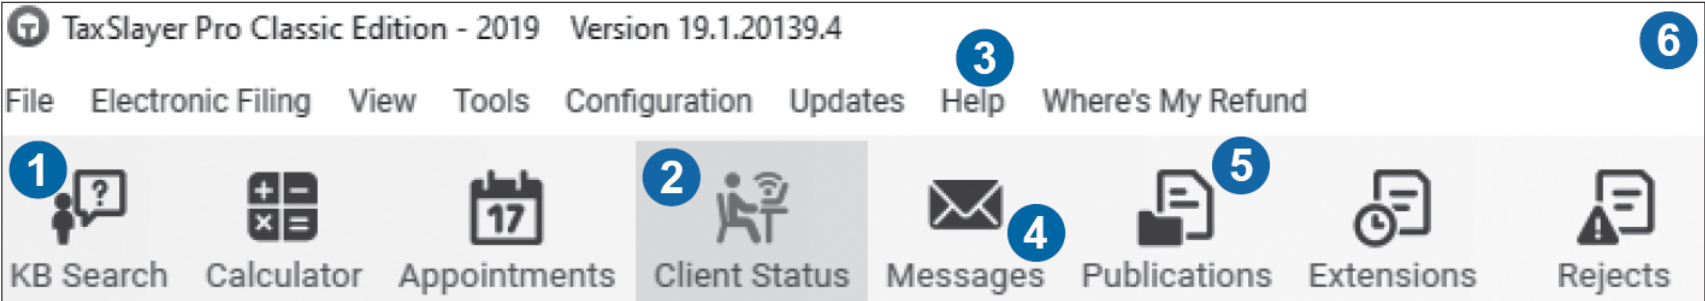 TaxSlayer Pro Classic Edition - 2019 Version 19.1.20139.4
6
3
File Electronic Filing View Tools Configuration Updates Help Where's My Refund
1 ? 17 2 4 5
KB Search Calculator Appointments Client Status Messages Publications Extensions Rejects